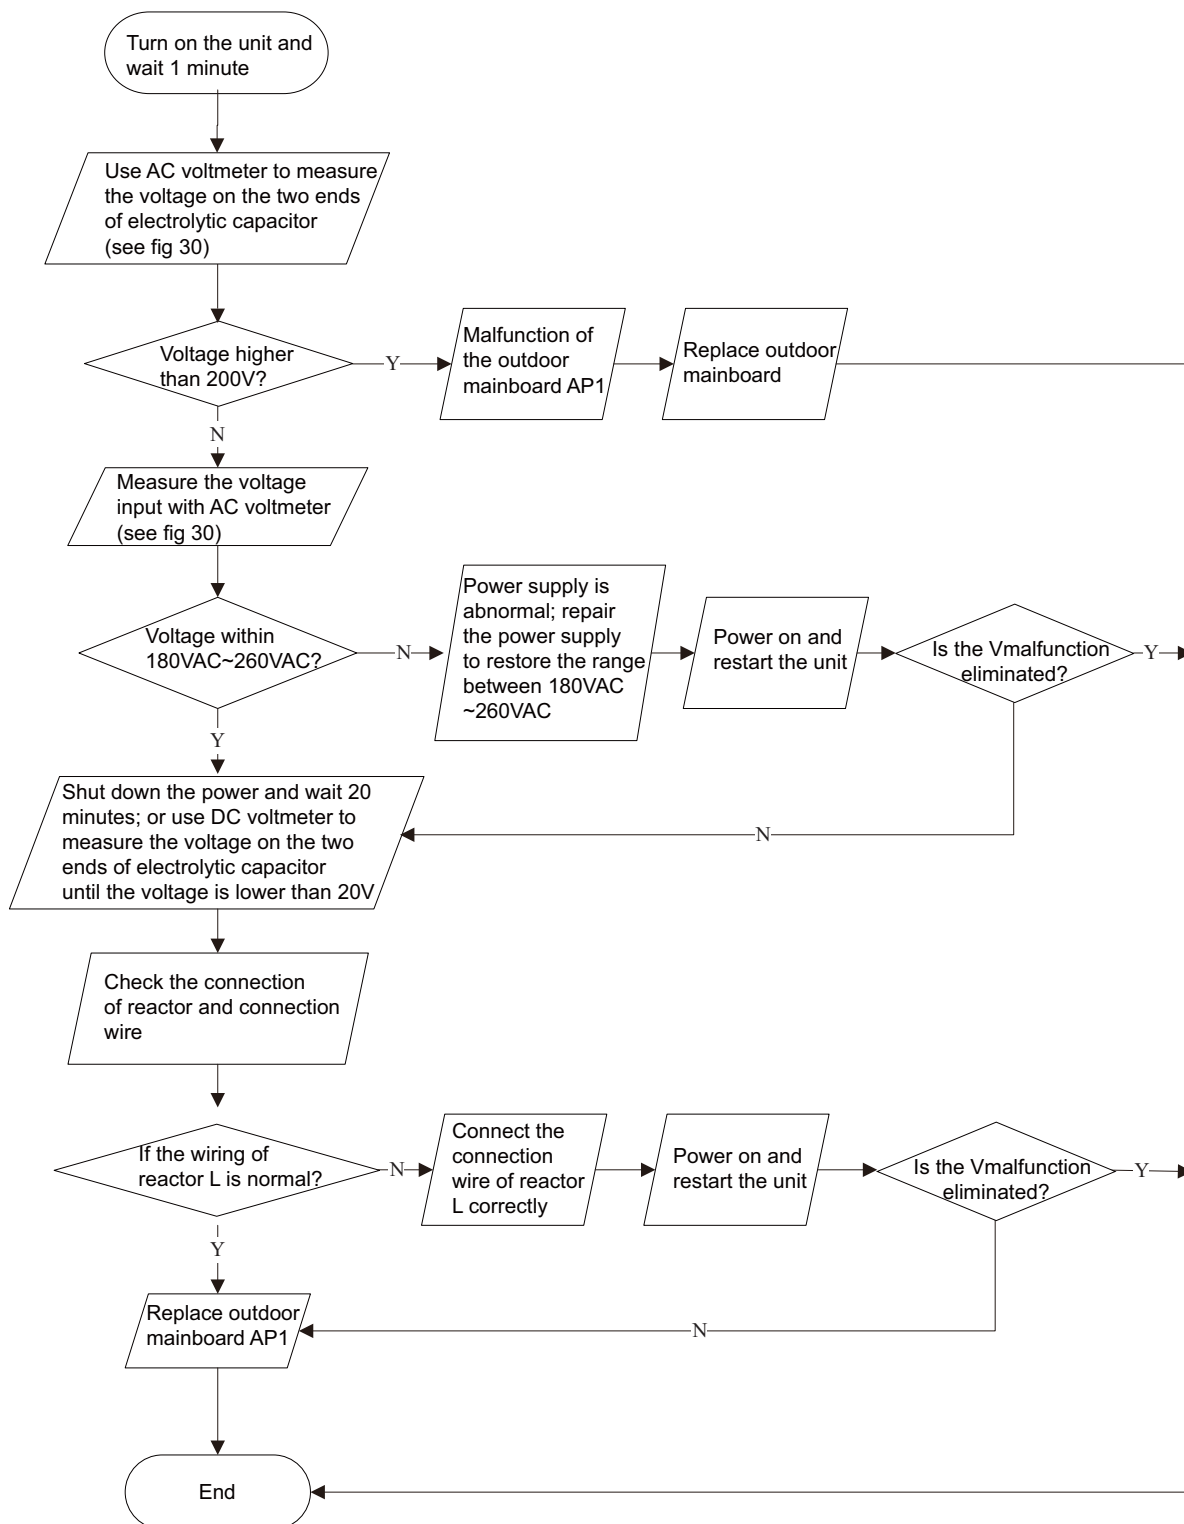 Turn on the unit and
wait 1 minute
Use AC voltmeter to measure
the voltage on the two ends
of electrolytic capacitor
(see fig 30)
Voltage higher
than 200V?
Y
Malfunction of
the outdoor
mainboard AP1
Replace outdoor
mainboard
N
Measure the voltage
input with AC voltmeter
(see fig 30)
Voltage within
180VAC~260VAC?
N
Power supply is
abnormal; repair
the power supply
to restore the range
between 180VAC
~260VAC
Power on and
restart the unit
Is the Vmalfunction
eliminated?
Y
Y
N
Shut down the power and wait 20
minutes; or use DC voltmeter to
measure the voltage on the two
ends of electrolytic capacitor
until the voltage is lower than 20V
Check the connection
of reactor and connection
wire
If the wiring of
reactor L is normal?
N
Connect the
connection
wire of reactor
L correctly
Power on and
restart the unit
Is the Vmalfunction
eliminated?
Y
Y
N
Replace outdoor
mainboard AP1
End